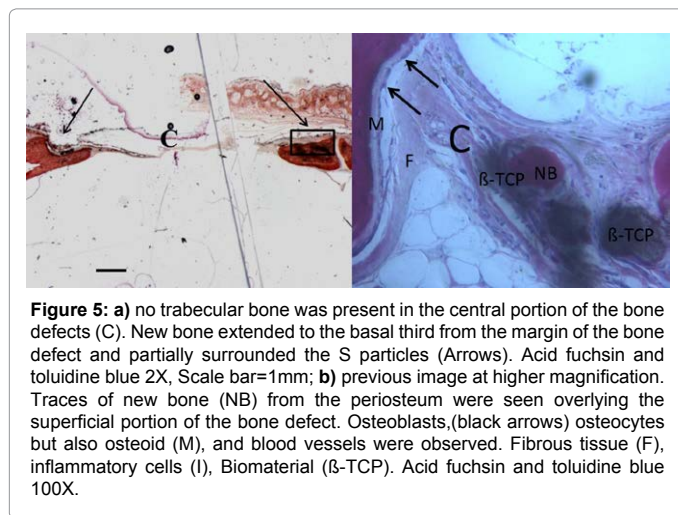 C
M
F
C
ß-TCP
NB
ß-TCP
Figure 5: a) no trabecular bone was present in the central portion of the bone
defects (C). New bone extended to the basal third from the margin of the bone
defect and partially surrounded the S particles (Arrows). Acid fuchsin and
toluidine blue 2X, Scale bar=1mm; b) previous image at higher magnification.
Traces of new bone (NB) from the periosteum were seen overlying the
superficial portion of the bone defect. Osteoblasts,(black arrows) osteocytes
but also osteoid (M), and blood vessels were observed. Fibrous tissue (F),
inflammatory cells (I), Biomaterial (ß-TCP). Acid fuchsin and toluidine blue
100X.